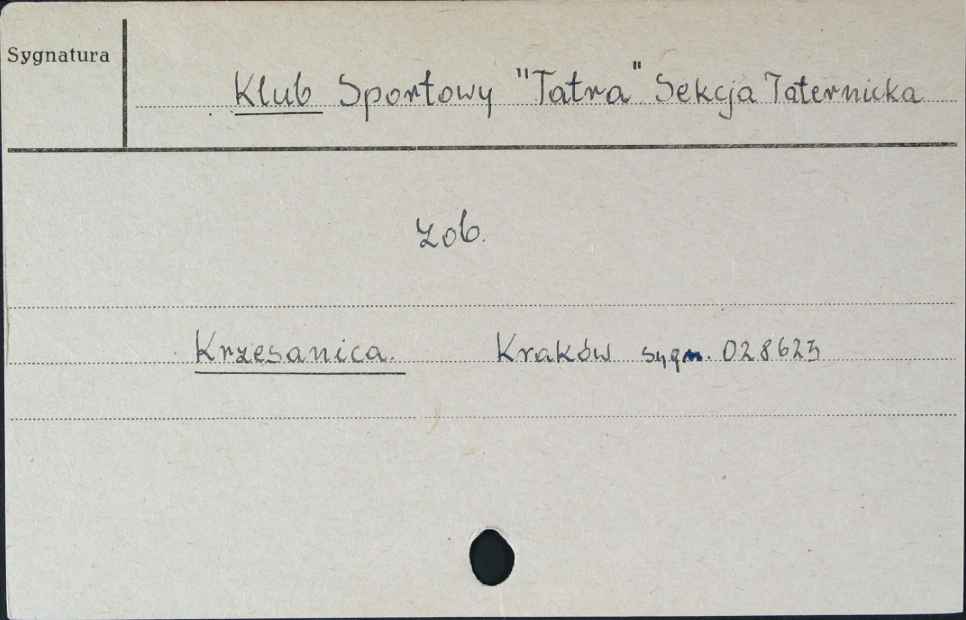 Sygnatura
Klub Sportowy "Tatra" Sekcja Taternicka
Zob.
Krzesanica. Kraków sygn. 028623